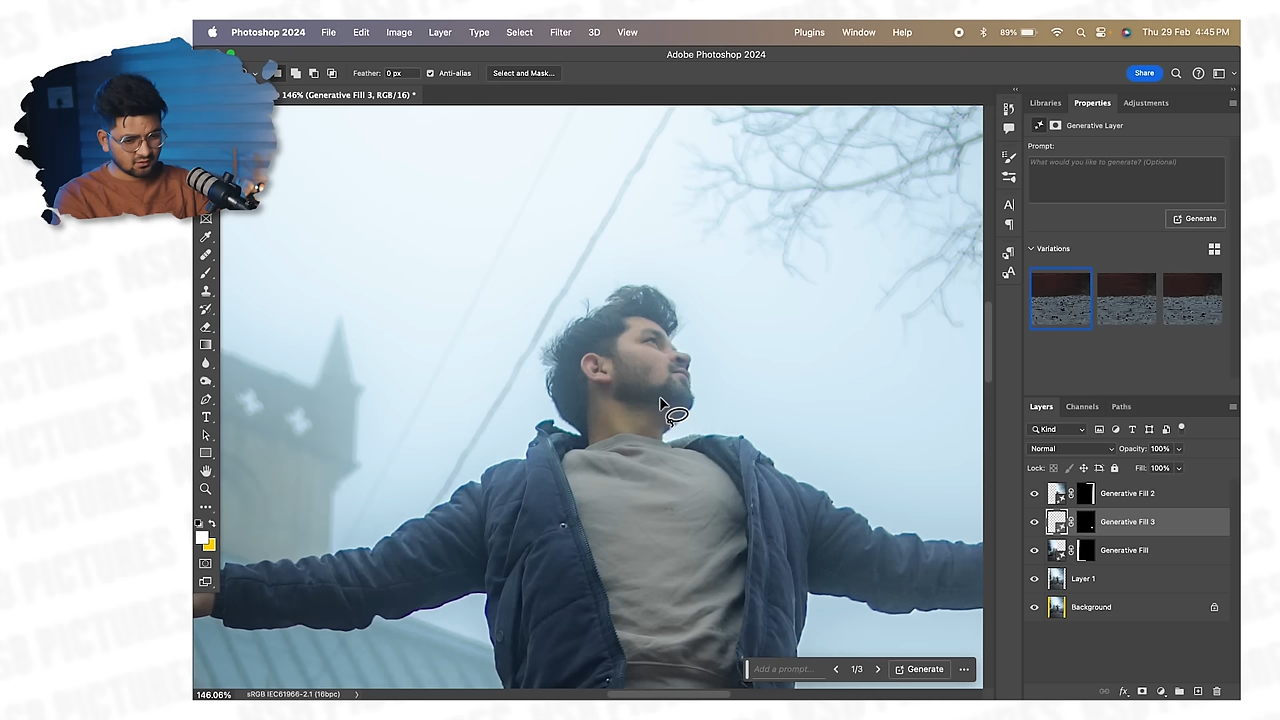 Photoshop 2024 File Edit Image Layer Type Select Filter 3D View Plugins Window Help 89% Thu 29 Feb 4:45 PM
Adobe Photoshop 2024
Feather: 0 px Anti-alias Select and Mask... Share
146% (Generative Fill 3, RGB/16) *
Libraries Properties Adjustments
Generative Layer
Prompt:
What would you like to generate? (Optional)
Generate
Variations
Layers Channels Paths
Kind
Normal Opacity: 100%
Lock: Fill: 100%
Generative Fill 2
Generative Fill 3
Generative Fill
Layer 1
Background
Add a prompt... 1/3 Generate
146.06% sRGB IEC61966-2.1 (16bpc)